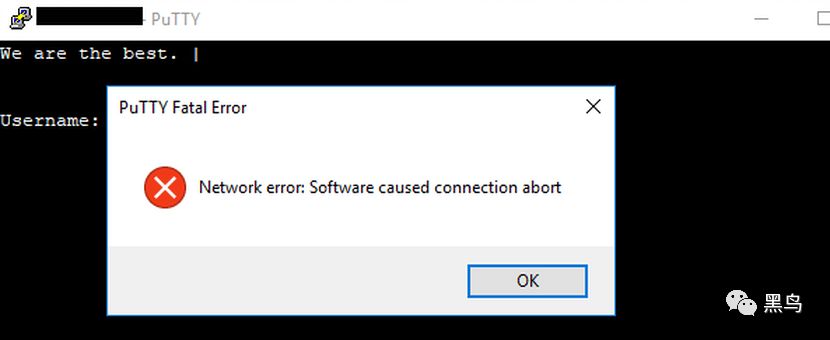 - PuTTY
We are the best. |
Username:
PuTTY Fatal Error
Network error: Software caused connection abort
OK
黑鸟